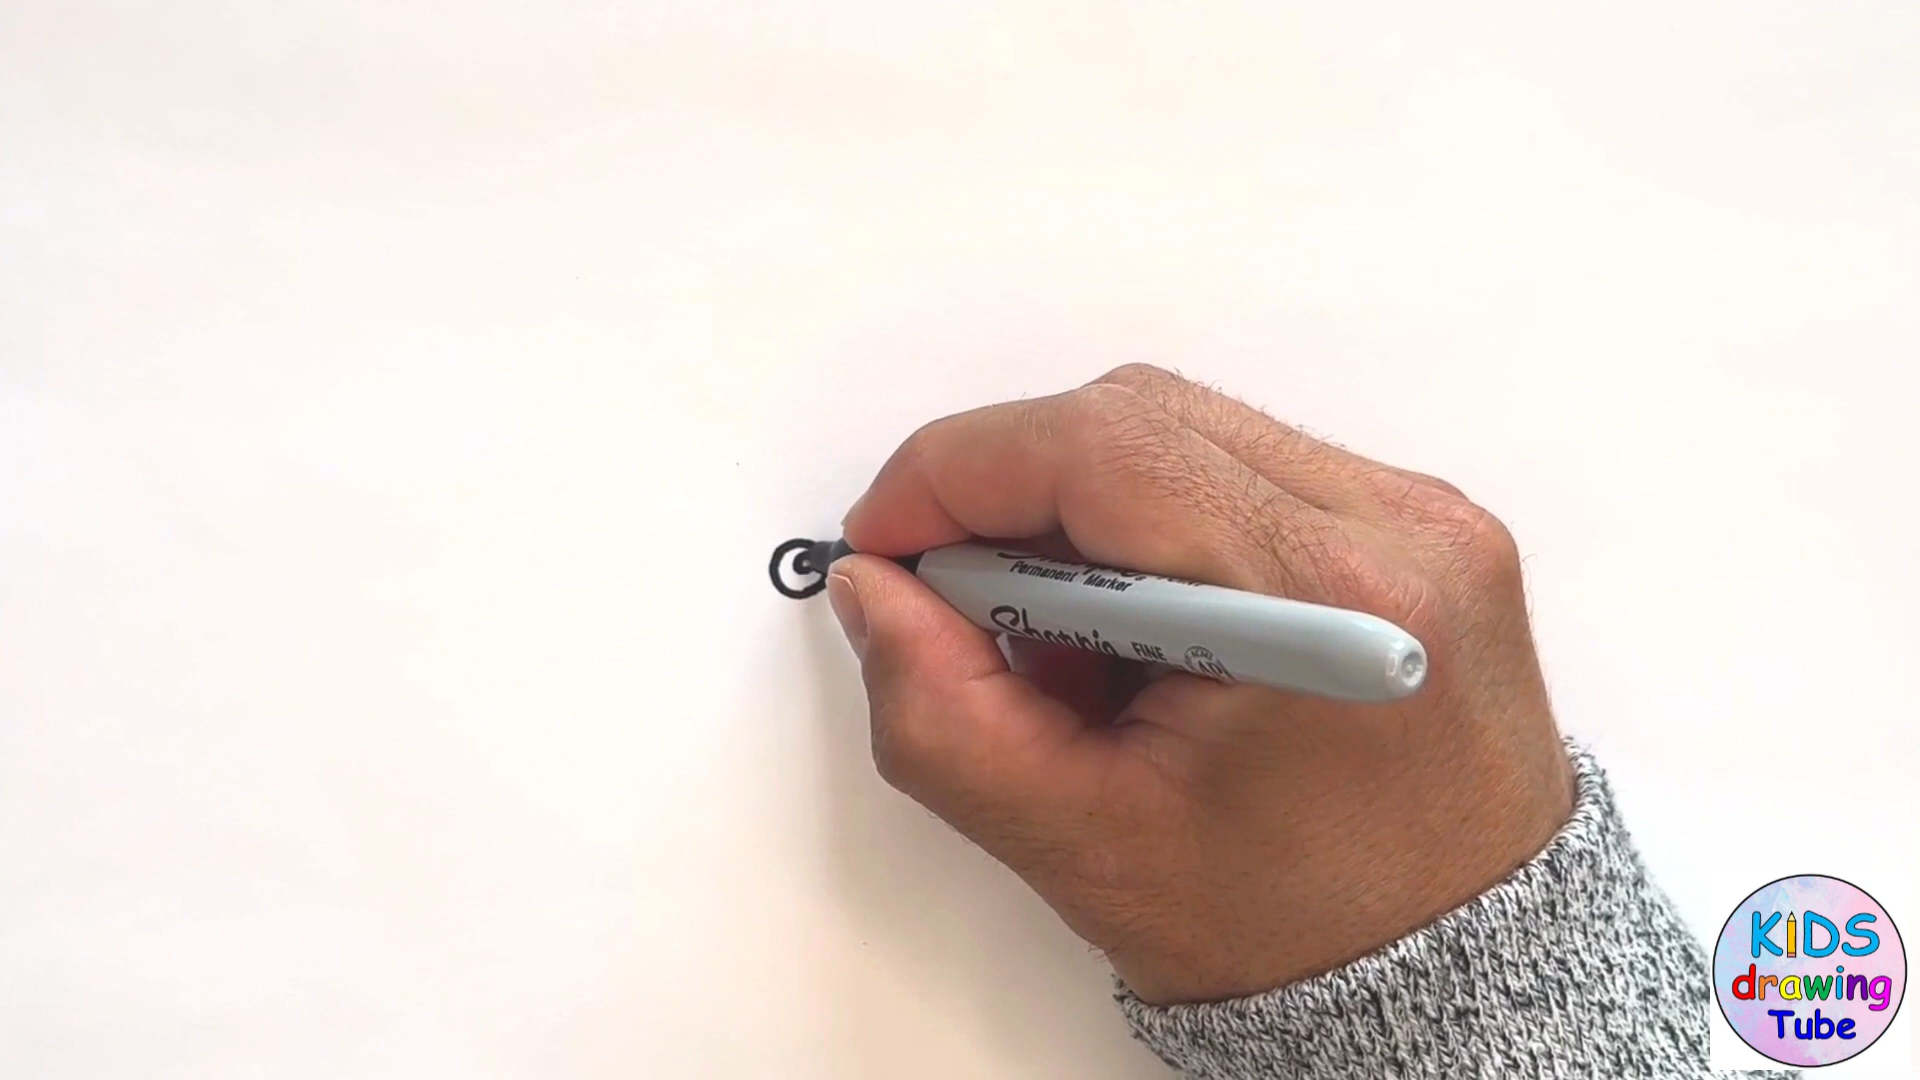 Permanent Marker
Sharpie FINE
KiDS
drawing
Tube